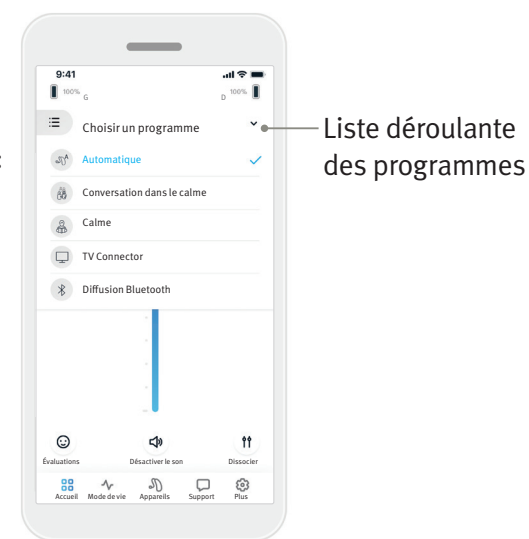 9:41
100% G
D 100%
Choisir un programme
Automatique
Conversation dans le calme
Calme
TV Connector
Diffusion Bluetooth
Évaluations
Désactiver le son
Dissocier
Accueil
Mode de vie
Appareils
Support
Plus
Liste déroulante
des programmes
: